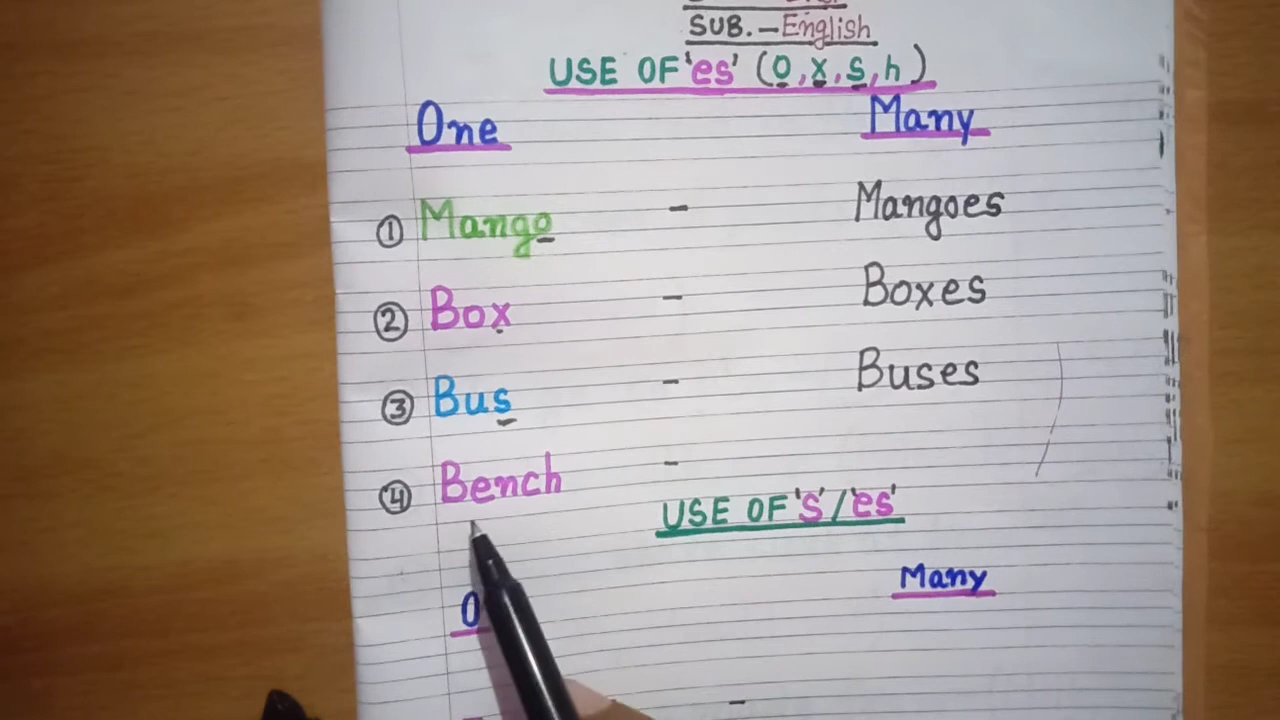 SUB. – English
USE OF 'es' (o, x, s, h)
One Many
① Mango - Mangoes
② Box - Boxes
③ Bus - Buses
④ Bench -
USE OF 's' / 'es'
Many
-